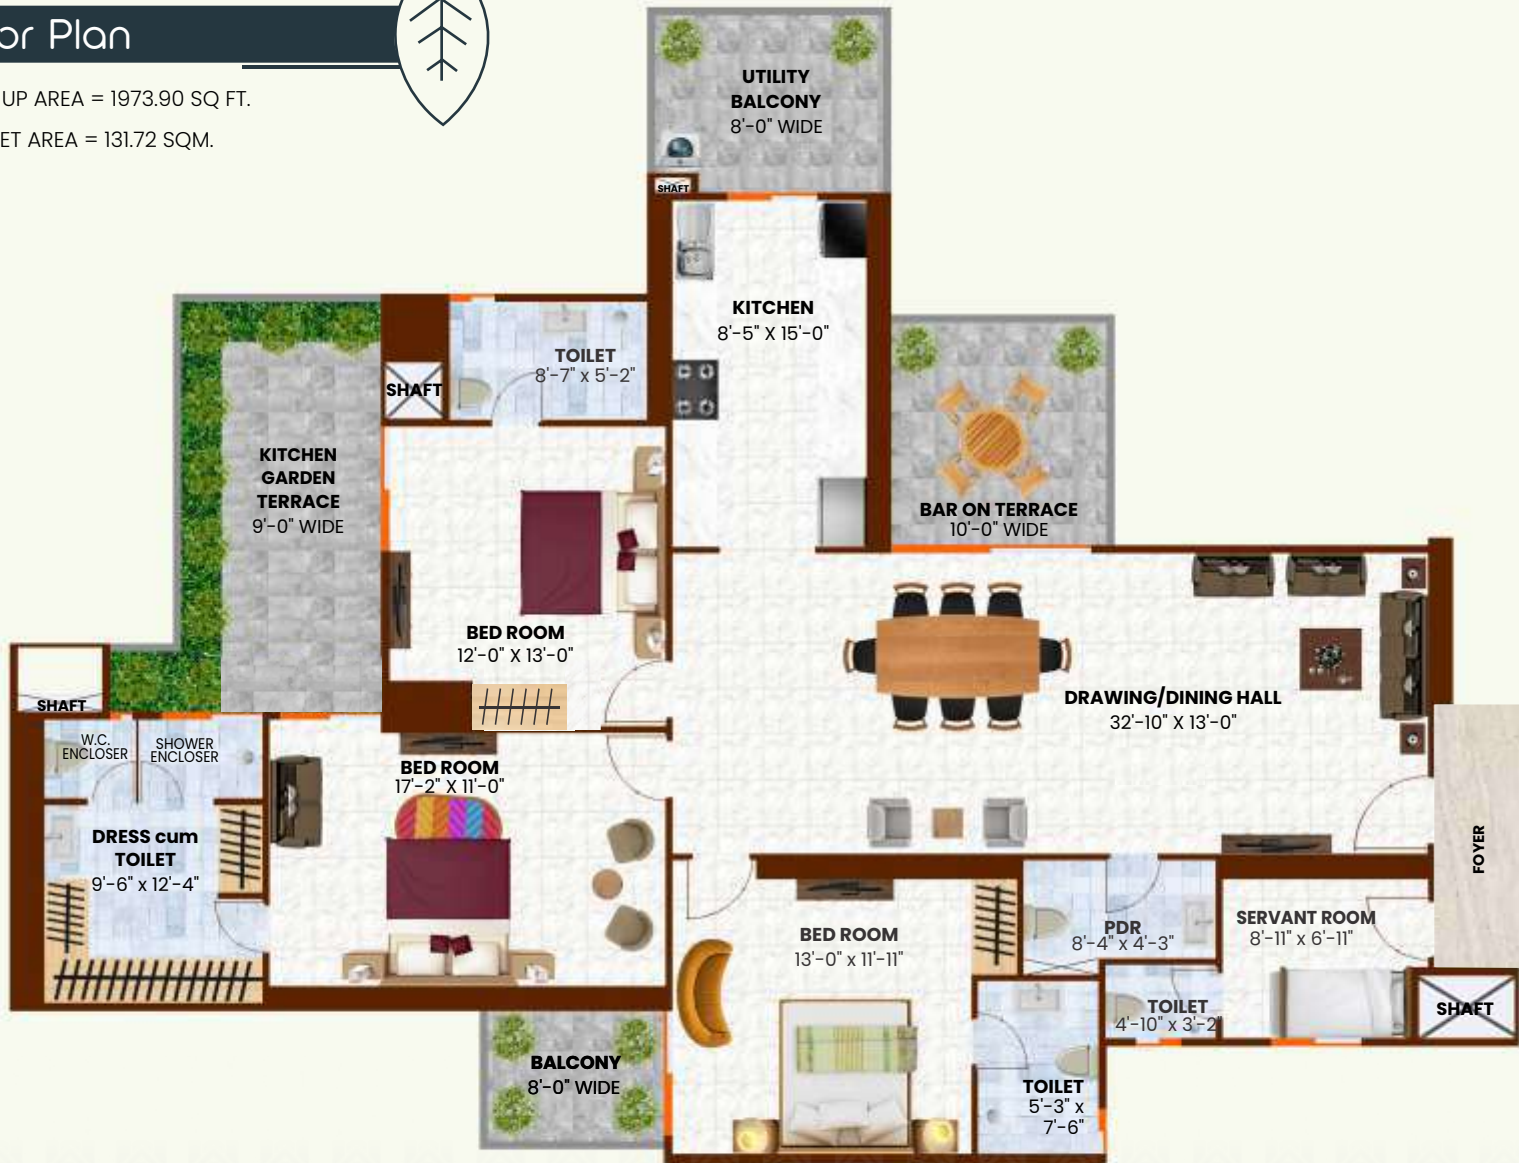 or Plan
UP AREA = 1973.90 SQ FT.
ET AREA = 131.72 SQM.
UTILITY
BALCONY
8'-0" WIDE
SHAFT
KITCHEN
8'-5" X 15'-0"
TOILET
8'-7" x 5'-2"
SHAFT
KITCHEN
GARDEN
TERRACE
9'-0" WIDE
BAR ON TERRACE
10'-0" WIDE
BED ROOM
12'-0" X 13'-0"
DRAWING/DINING HALL
32'-10" X 13'-0"
SHAFT
W.C.
ENCLOSER
SHOWER
ENCLOSER
BED ROOM
17'-2" X 11'-0"
DRESS cum
TOILET
9'-6" x 12'-4"
FOYER
BED ROOM
13'-0" x 11'-11"
PDR
8'-4" x 4'-3"
SERVANT ROOM
8'-11" x 6'-11"
TOILET
4'-10" x 3'-2"
SHAFT
BALCONY
8'-0" WIDE
TOILET
5'-3" x
7'-6"